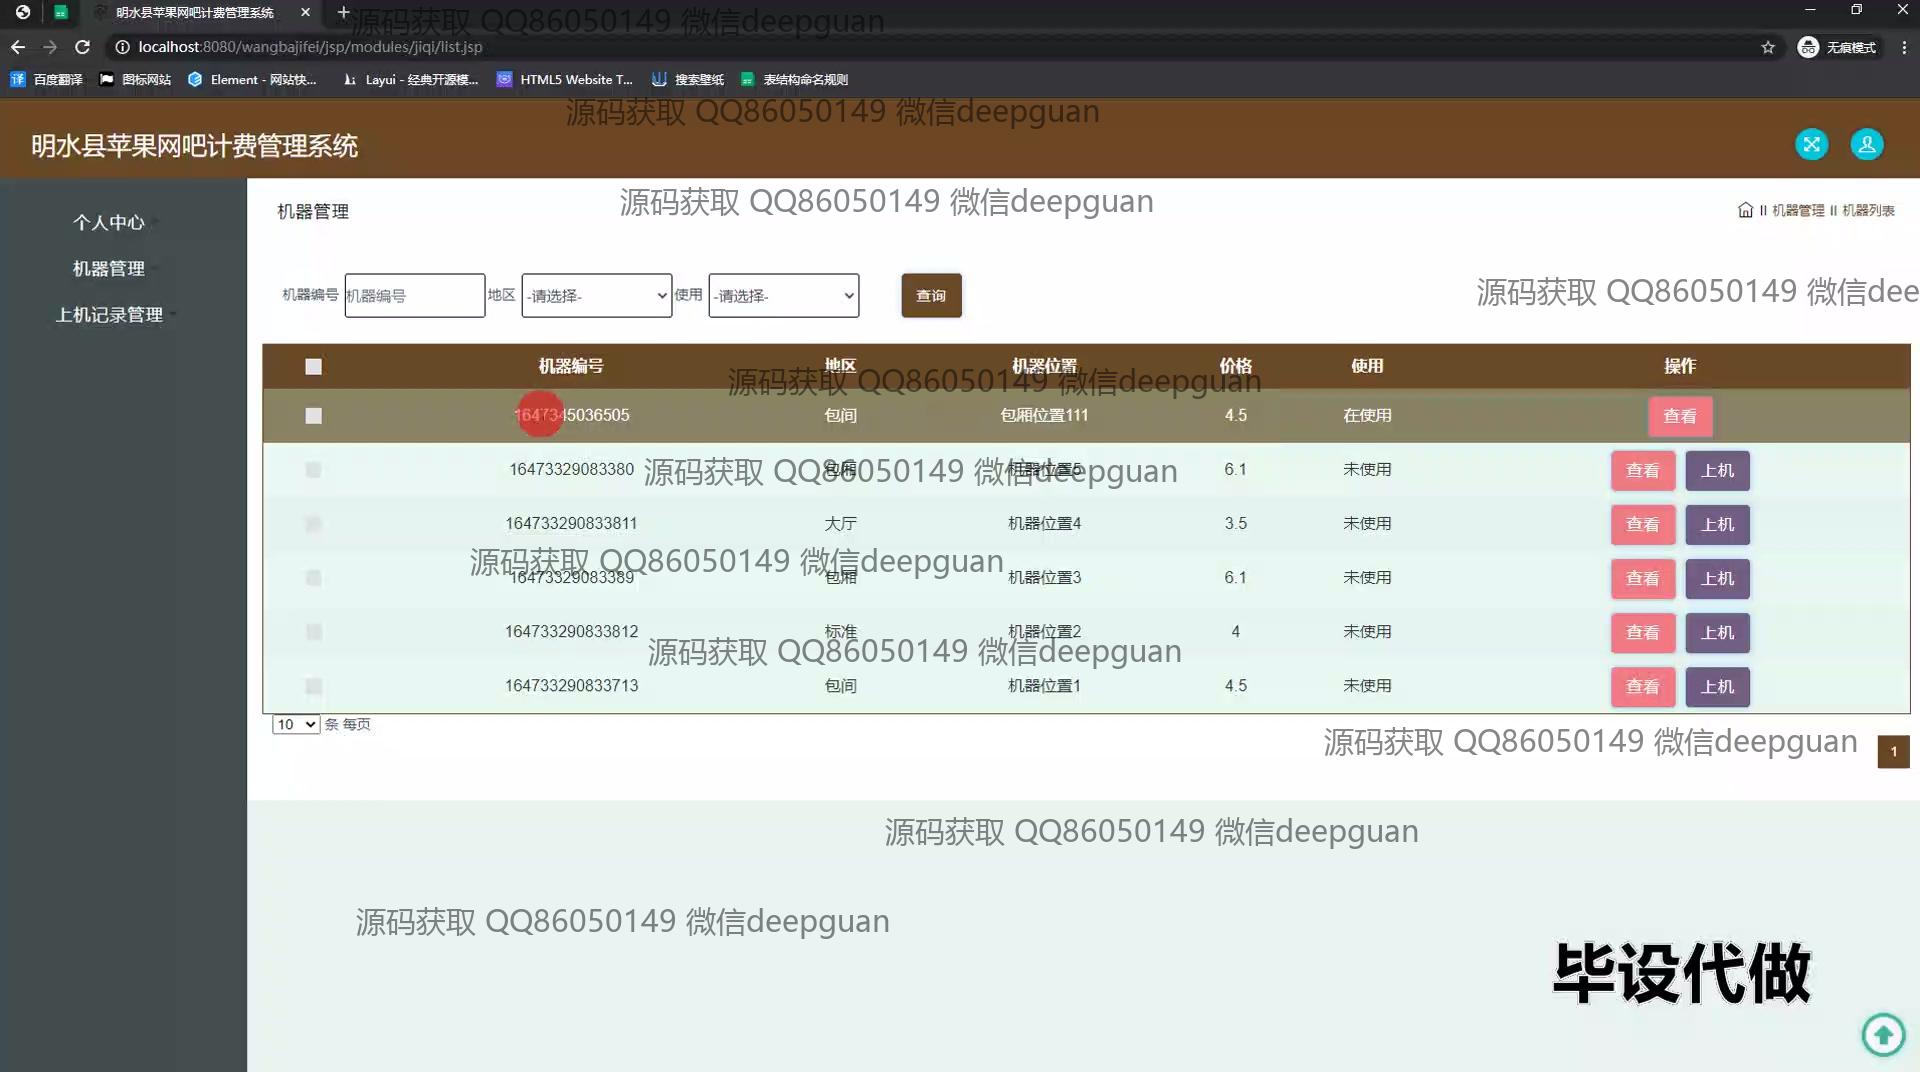 明水县苹果网吧计费管理系统
localhost:8080/wangbajifei/jsp/modules/jiqi/list.jsp
无痕模式
百度翻译 图标网站 Element - 网站快... Layui - 经典开源模... HTML5 Website T... 搜索壁纸 表结构命名规则
源码获取 QQ86050149 微信deepguan
源码获取 QQ86050149 微信deepguan
明水县苹果网吧计费管理系统
个人中心
机器管理
上机记录管理
机器管理
源码获取 QQ86050149 微信deepguan
机器管理 机器列表
机器编号 机器编号 地区 -请选择- 使用 -请选择- 查询
源码获取 QQ86050149 微信dee
机器编号 地区 机器位置 价格 使用 操作
源码获取 QQ86050149 微信deepguan
1647345036505 包间 包厢位置111 4.5 在使用 查看
16473329083380 包厢 机器位置5 6.1 未使用 查看 上机
源码获取 QQ86050149 微信deepguan
164733290833811 大厅 机器位置4 3.5 未使用 查看 上机
源码获取 QQ86050149 微信deepguan
16473329083389 包厢 机器位置3 6.1 未使用 查看 上机
164733290833812 标准 机器位置2 4 未使用 查看 上机
源码获取 QQ86050149 微信deepguan
164733290833713 包间 机器位置1 4.5 未使用 查看 上机
10 条 每页
源码获取 QQ86050149 微信deepguan
1
源码获取 QQ86050149 微信deepguan
源码获取 QQ86050149 微信deepguan
毕设代做